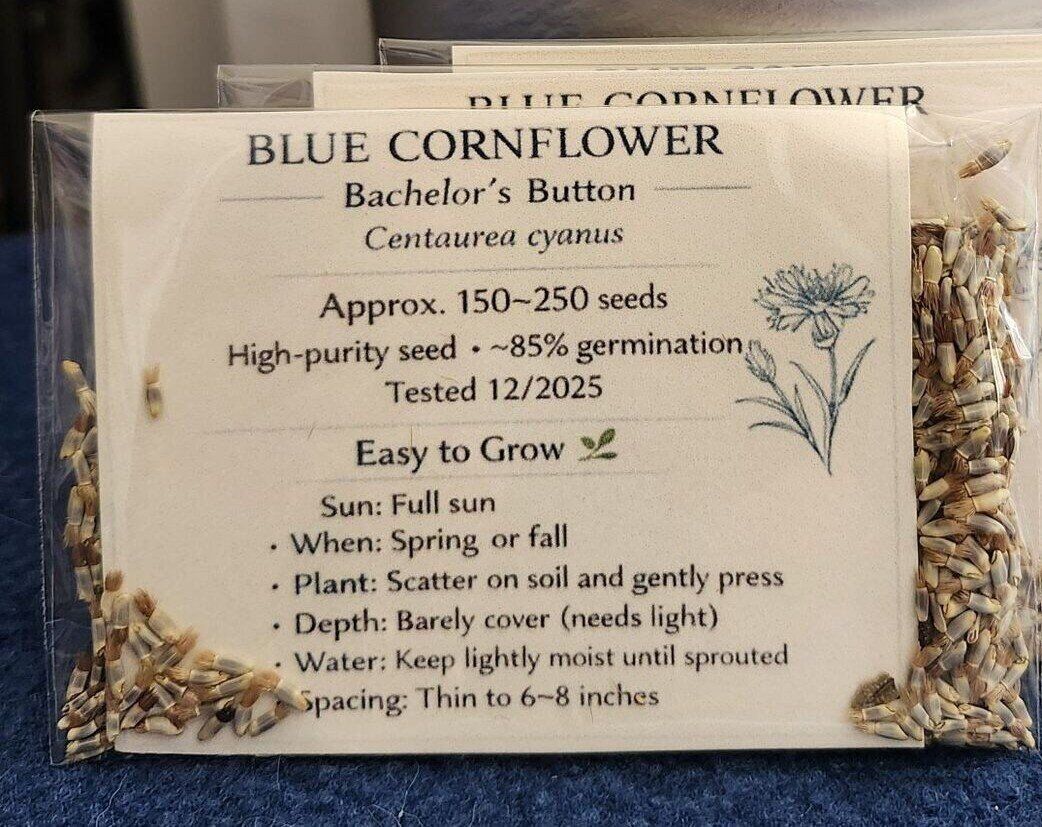 BLUE CORNFLOWER
BLUE CORNFLOWER
Bachelor's Button
Centaurea cyanus
Approx. 150~250 seeds
High-purity seed • ~85% germination
Tested 12/2025
Easy to Grow
Sun: Full sun
• When: Spring or fall
• Plant: Scatter on soil and gently press
• Depth: Barely cover (needs light)
• Water: Keep lightly moist until sprouted
Spacing: Thin to 6~8 inches